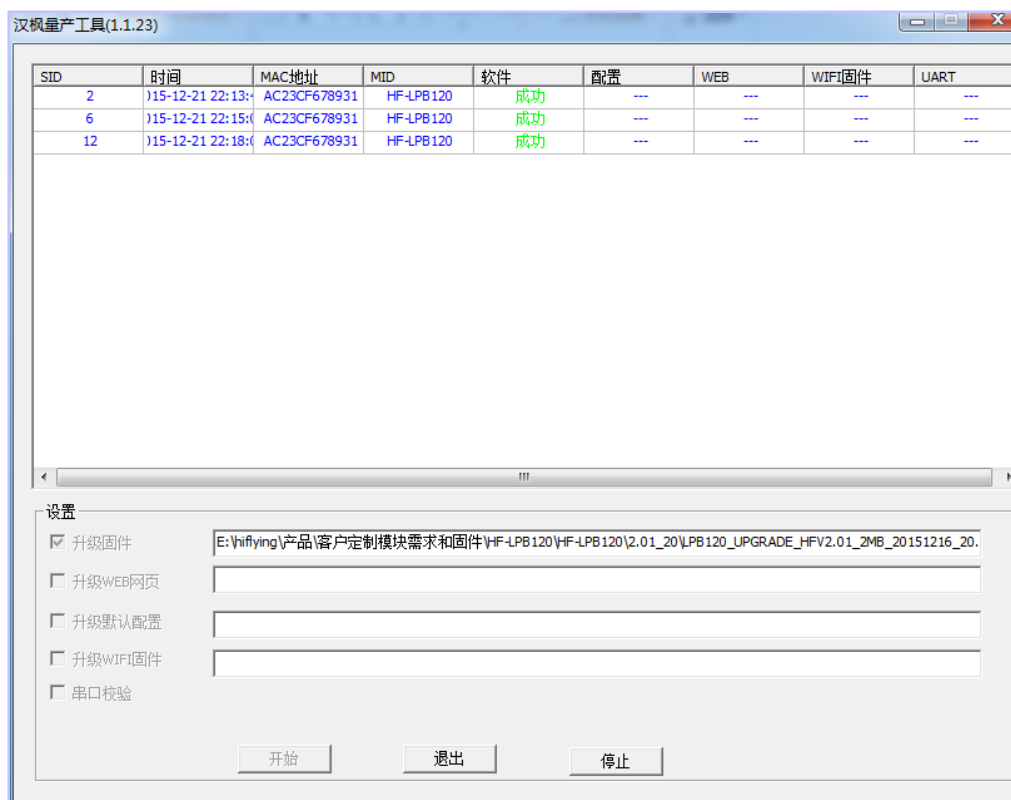 汉枫量产工具(1.1.23)
SID 时间 MAC地址 MID 软件 配置 WEB WIFI固件 UART
2 015-12-21 22:13:4 AC23CF678931 HF-LPB120 成功 --- --- --- ---
6 015-12-21 22:15:0 AC23CF678931 HF-LPB120 成功 --- --- --- ---
12 015-12-21 22:18:0 AC23CF678931 HF-LPB120 成功 --- --- --- ---
设置
升级固件 E:\hiflying\产品\客户定制模块需求和固件\HF-LPB120\HF-LPB120\2.01_20\LPB120_UPGRADE_HFV2.01_2MB_20151216_20.
升级WEB网页
升级默认配置
升级WIFI固件
串口校验
开始 退出 停止